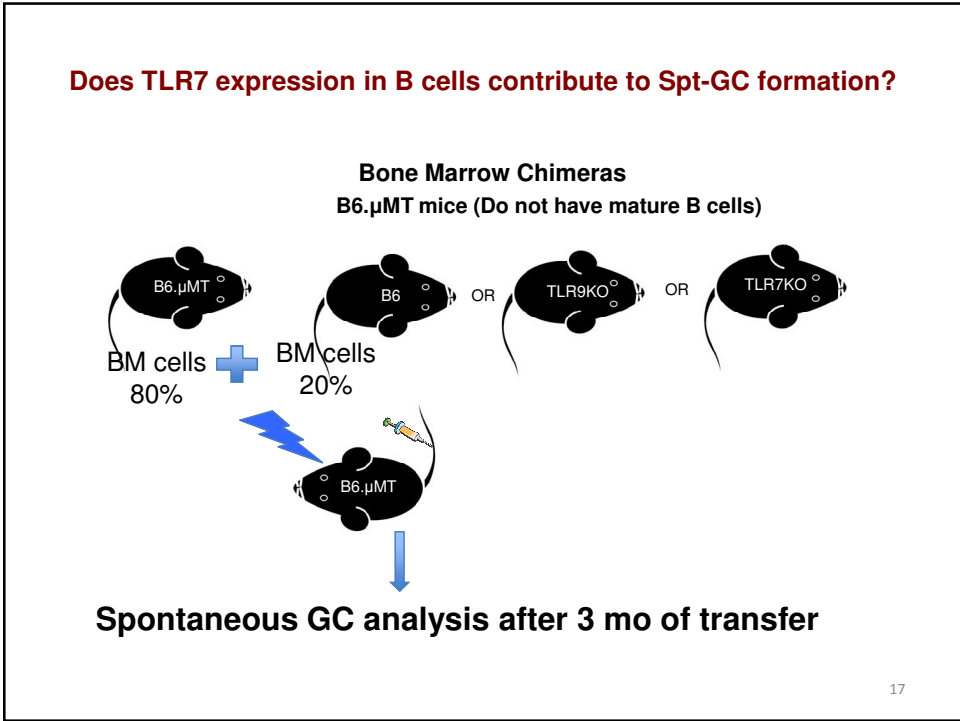 Does TLR7 expression in B cells contribute to Spt-GC formation?
Bone Marrow Chimeras
B6.µMT mice (Do not have mature B cells)
B6.µMT
B6
OR
TLR9KO
OR
TLR7KO
BM cells
80%
BM cells
20%
B6.µMT
Spontaneous GC analysis after 3 mo of transfer
17